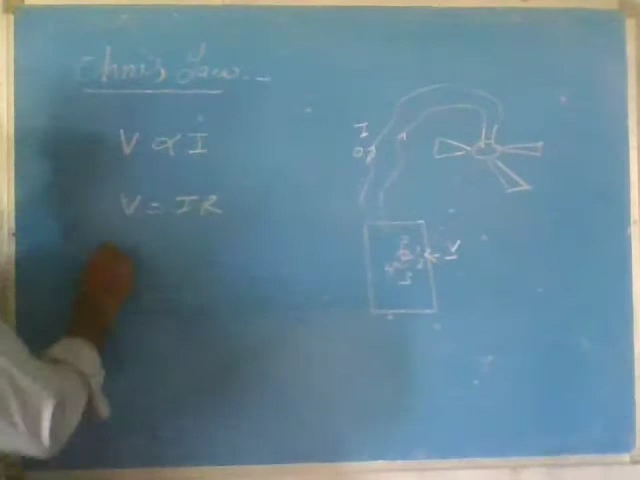 Ohm's Law
V ∝ I
V = IR
I
V